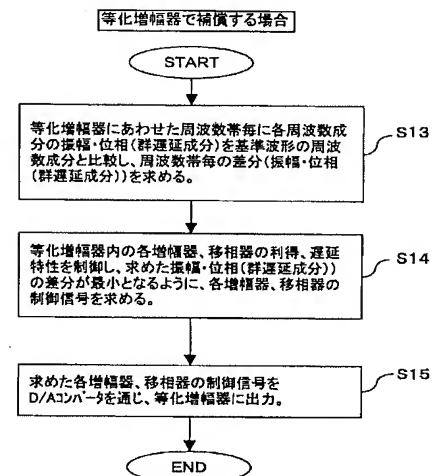 等化増幅器で補償する場合
START
等化増幅器にあわせた周波数帯毎に各周波数成
分の振幅・位相(群遅延成分)を基準波形の周波
数成分と比較し、周波数帯毎の差分(振幅・位相
(群遅延成分))を求める。
S13
等化増幅器内の各増幅器、移相器の利得、遅延
特性を制御し、求めた振幅・位相(群遅延成分))
の差分が最小となるように、各増幅器、移相器の
制御信号を求める。
S14
求めた各増幅器、移相器の制御信号を
D/Aコンバータを通じ、等化増幅器に出力。
S15
END